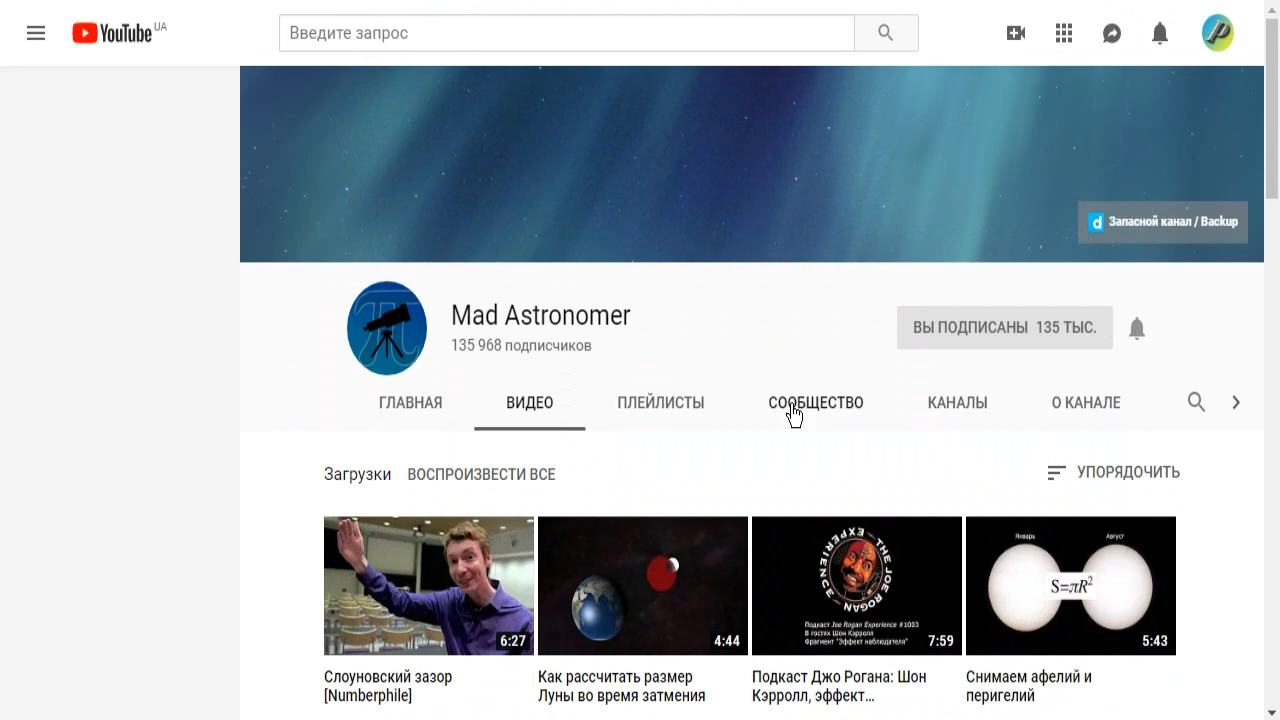 YouTube UA
Введите запрос
d Запасной канал / Backup
Mad Astronomer
135 968 подписчиков
ВЫ ПОДПИСАНЫ 135 ТЫС.
ГЛАВНАЯ ВИДЕО ПЛЕЙЛИСТЫ СООБЩЕСТВО КАНАЛЫ О КАНАЛЕ
Загрузки ВОСПРОИЗВЕСТИ ВСЕ
УПОРЯДОЧИТЬ
6:27
4:44
THE JOE ROGAN EXPERIENCE
Подкаст Joe Rogan Experience #1003
В гостях Шон Кэрролл
Фрагмент "Эффект наблюдателя"
7:59
Январь Август
S=πR²
5:43
Слоуновский зазор
[Numberphile]
Как рассчитать размер
Луны во время затмения
Подкаст Джо Рогана: Шон
Кэрролл, эффект...
Снимаем афелий и
перигелий